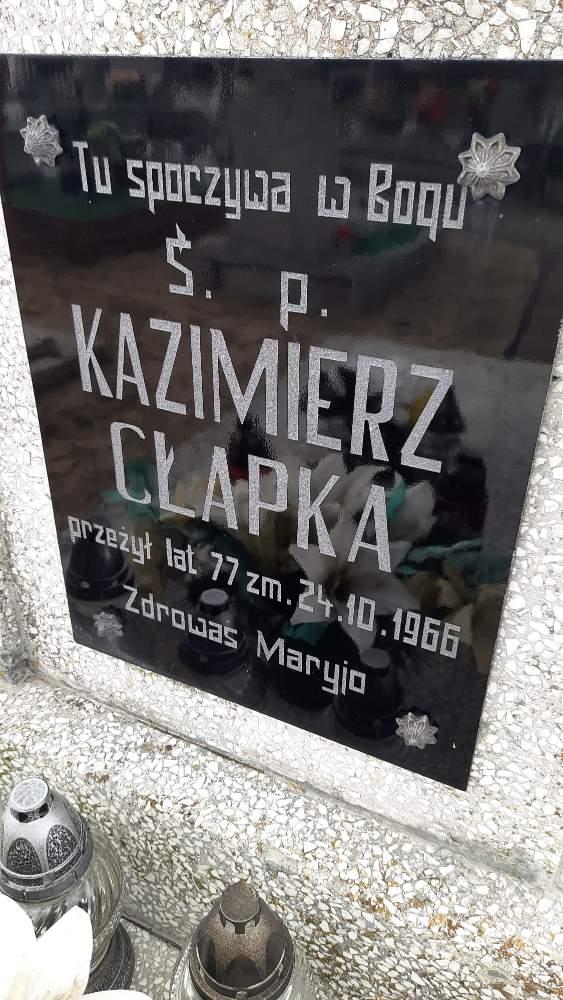 Tu spoczywa w Bogu
Ś. p.
KAZIMIERZ
CŁAPKA
przeżył lat 77 zm. 24.10.1966
Zdrowaś Maryjo